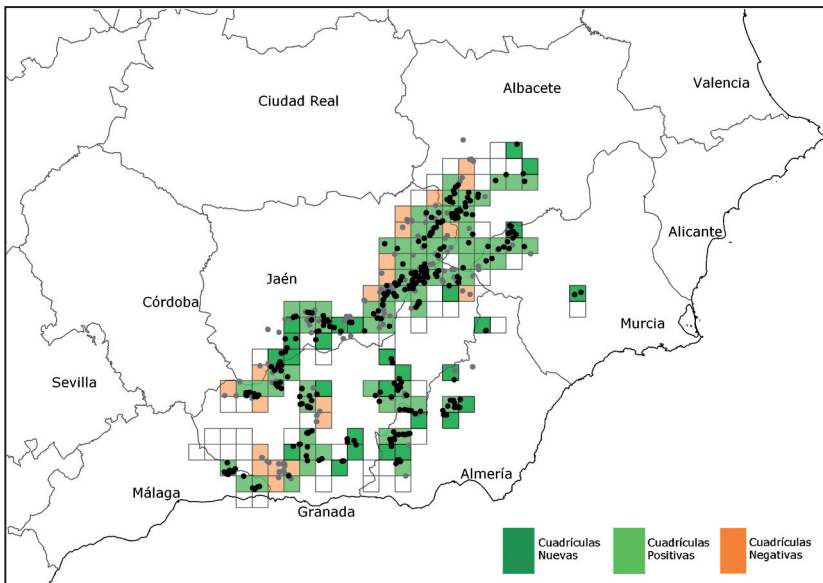 Ciudad Real
Albacete
Valencia
Alicante
Jaén
Córdoba
Murcia
Sevilla
Almería
Málaga
Granada
Cuadrículas
Nuevas
Cuadrículas
Positivas
Cuadrículas
Negativas